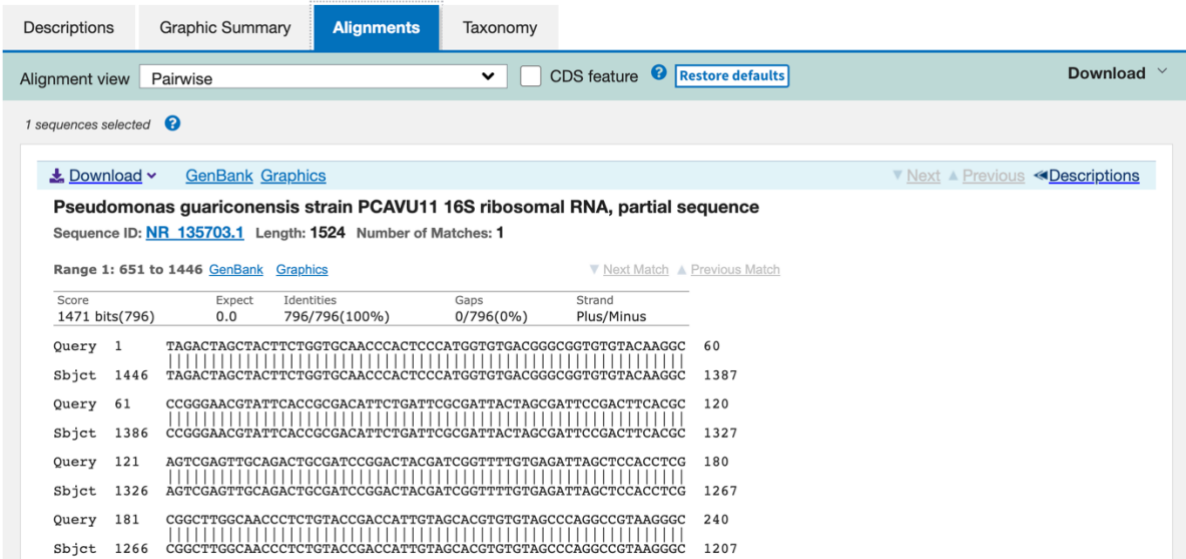 Descriptions Graphic Summary Alignments Taxonomy
Alignment view Pairwise CDS feature ? Restore defaults Download
1 sequences selected ?
Download GenBank Graphics Next Previous Descriptions
Pseudomonas guariconensis strain PCAVU11 16S ribosomal RNA, partial sequence
Sequence ID: NR_135703.1 Length: 1524 Number of Matches: 1
Range 1: 651 to 1446 GenBank Graphics Next Match Previous Match
Score Expect Identities Gaps Strand
1471 bits(796) 0.0 796/796(100%) 0/796(0%) Plus/Minus
Query 1 TAGACTAGCTACTTCTGGTGCAACCCACTCCCATGGTGTGACGGGCGGTGTGTACAAGGC 60
Sbjct 1446 TAGACTAGCTACTTCTGGTGCAACCCACTCCCATGGTGTGACGGGCGGTGTGTACAAGGC 1387
Query 61 CCGGGAACGTATTCACCGCGACATTCTGATTCGCGATTACTAGCGATTCCGACTTCACGC 120
Sbjct 1386 CCGGGAACGTATTCACCGCGACATTCTGATTCGCGATTACTAGCGATTCCGACTTCACGC 1327
Query 121 AGTCGAGTTGCAGACTGCGATCCGGACTACGATCGGTTTTGTGAGATTAGCTCCACCTCG 180
Sbjct 1326 AGTCGAGTTGCAGACTGCGATCCGGACTACGATCGGTTTTGTGAGATTAGCTCCACCTCG 1267
Query 181 CGGCTTGGCAACCCTCTGTACCGACCATTGTAGCACGTGTGTAGCCCAGGCCGTAAGGGC 240
Sbjct 1266 CGGCTTGGCAACCCTCTGTACCGACCATTGTAGCACGTGTGTAGCCCAGGCCGTAAGGGC 1207